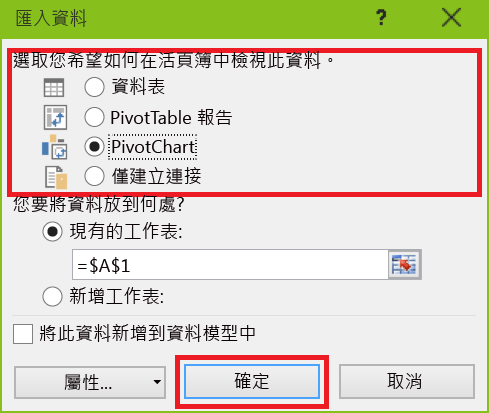 匯入資料 ?
選取您希望如何在活頁簿中檢視此資料。
資料表
PivotTable 報告
PivotChart
僅建立連接
您要將資料放到何處?
現有的工作表:
=$A$1
新增工作表:
將此資料新增到資料模型中
屬性... 確定 取消